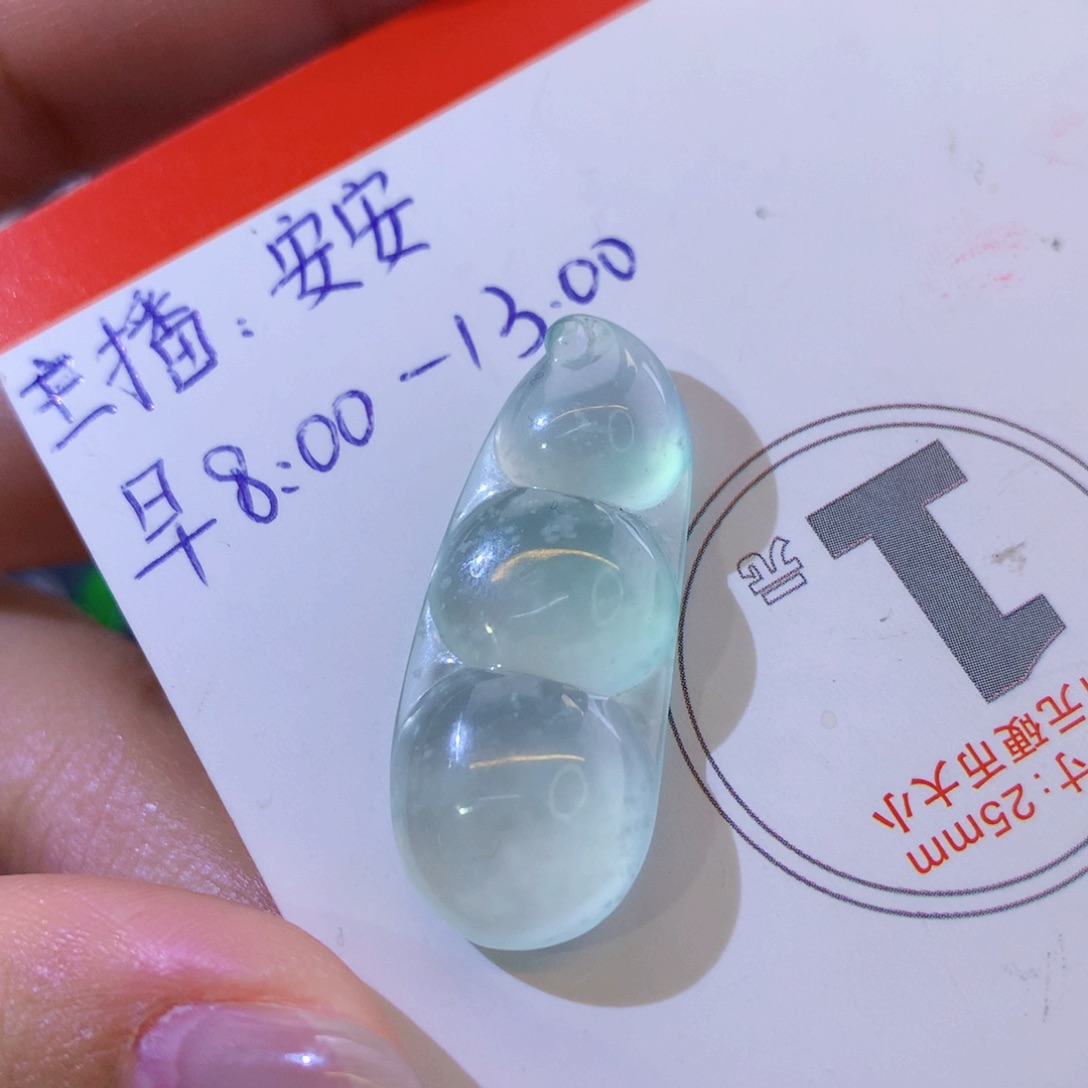 主播:安安
早8:00-13.00
1
元
寸:25mm
元硬币大小